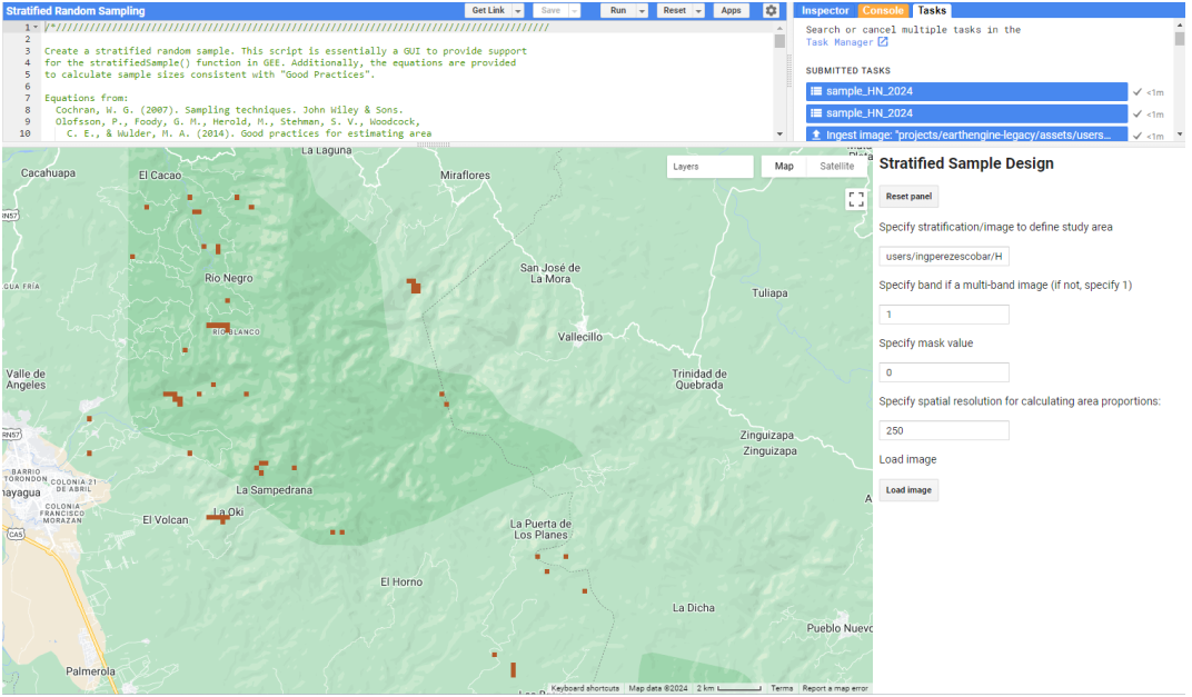 Stratified Random Sampling
Get Link
Save
Run
Reset
Apps
1 /*//////////////////////////////////////////////////////////////////////////////////
2
3 Create a stratified random sample. This script is essentially a GUI to provide support
4 for the stratifiedSample() function in GEE. Additionally, the equations are provided
5 to calculate sample sizes consistent with "Good Practices".
6
7 Equations from:
8 Cochran, W. G. (2007). Sampling techniques. John Wiley & Sons.
9 Olofsson, P., Foody, G. M., Herold, M., Stehman, S. V., Woodcock,
10 C. E., & Wulder, M. A. (2014). Good practices for estimating area
Inspector
Console
Tasks
Search or cancel multiple tasks in the
Task Manager
SUBMITTED TASKS
sample_HN_2024
<1m
sample_HN_2024
<1m
Ingest image: "projects/earthengine-legacy/assets/users...
<1m
La Laguna
Cacahuapa
El Cacao
Miraflores
Layers
Map
Satellite
RN57
San José de
La Mora
Rio Negro
GUA FRÍA
Tuliapa
RIO BLANCO
Vallecillo
Valle de
Angeles
Trinidad de
Quebrada
RN57
Zinguizapa
Zinguizapa
BARRIO
TORONDON
COLONIA 21
DE ABRIL
nayagua
COLONIA
FRANCISCO
MORAZAN
La Sampedrana
El Volcan
La Oki
CA5
La Puerta de
Los Planes
El Horno
La Dicha
Pueblo Nuevo
Palmerola
Keyboard shortcuts
Map data ©2024
2 km
Terms
Report a map error
Stratified Sample Design
Reset panel
Specify stratification/image to define study area
users/ingperezescobar/H
Specify band if a multi-band image (if not, specify 1)
1
Specify mask value
0
Specify spatial resolution for calculating area proportions:
250
Load image
Load image